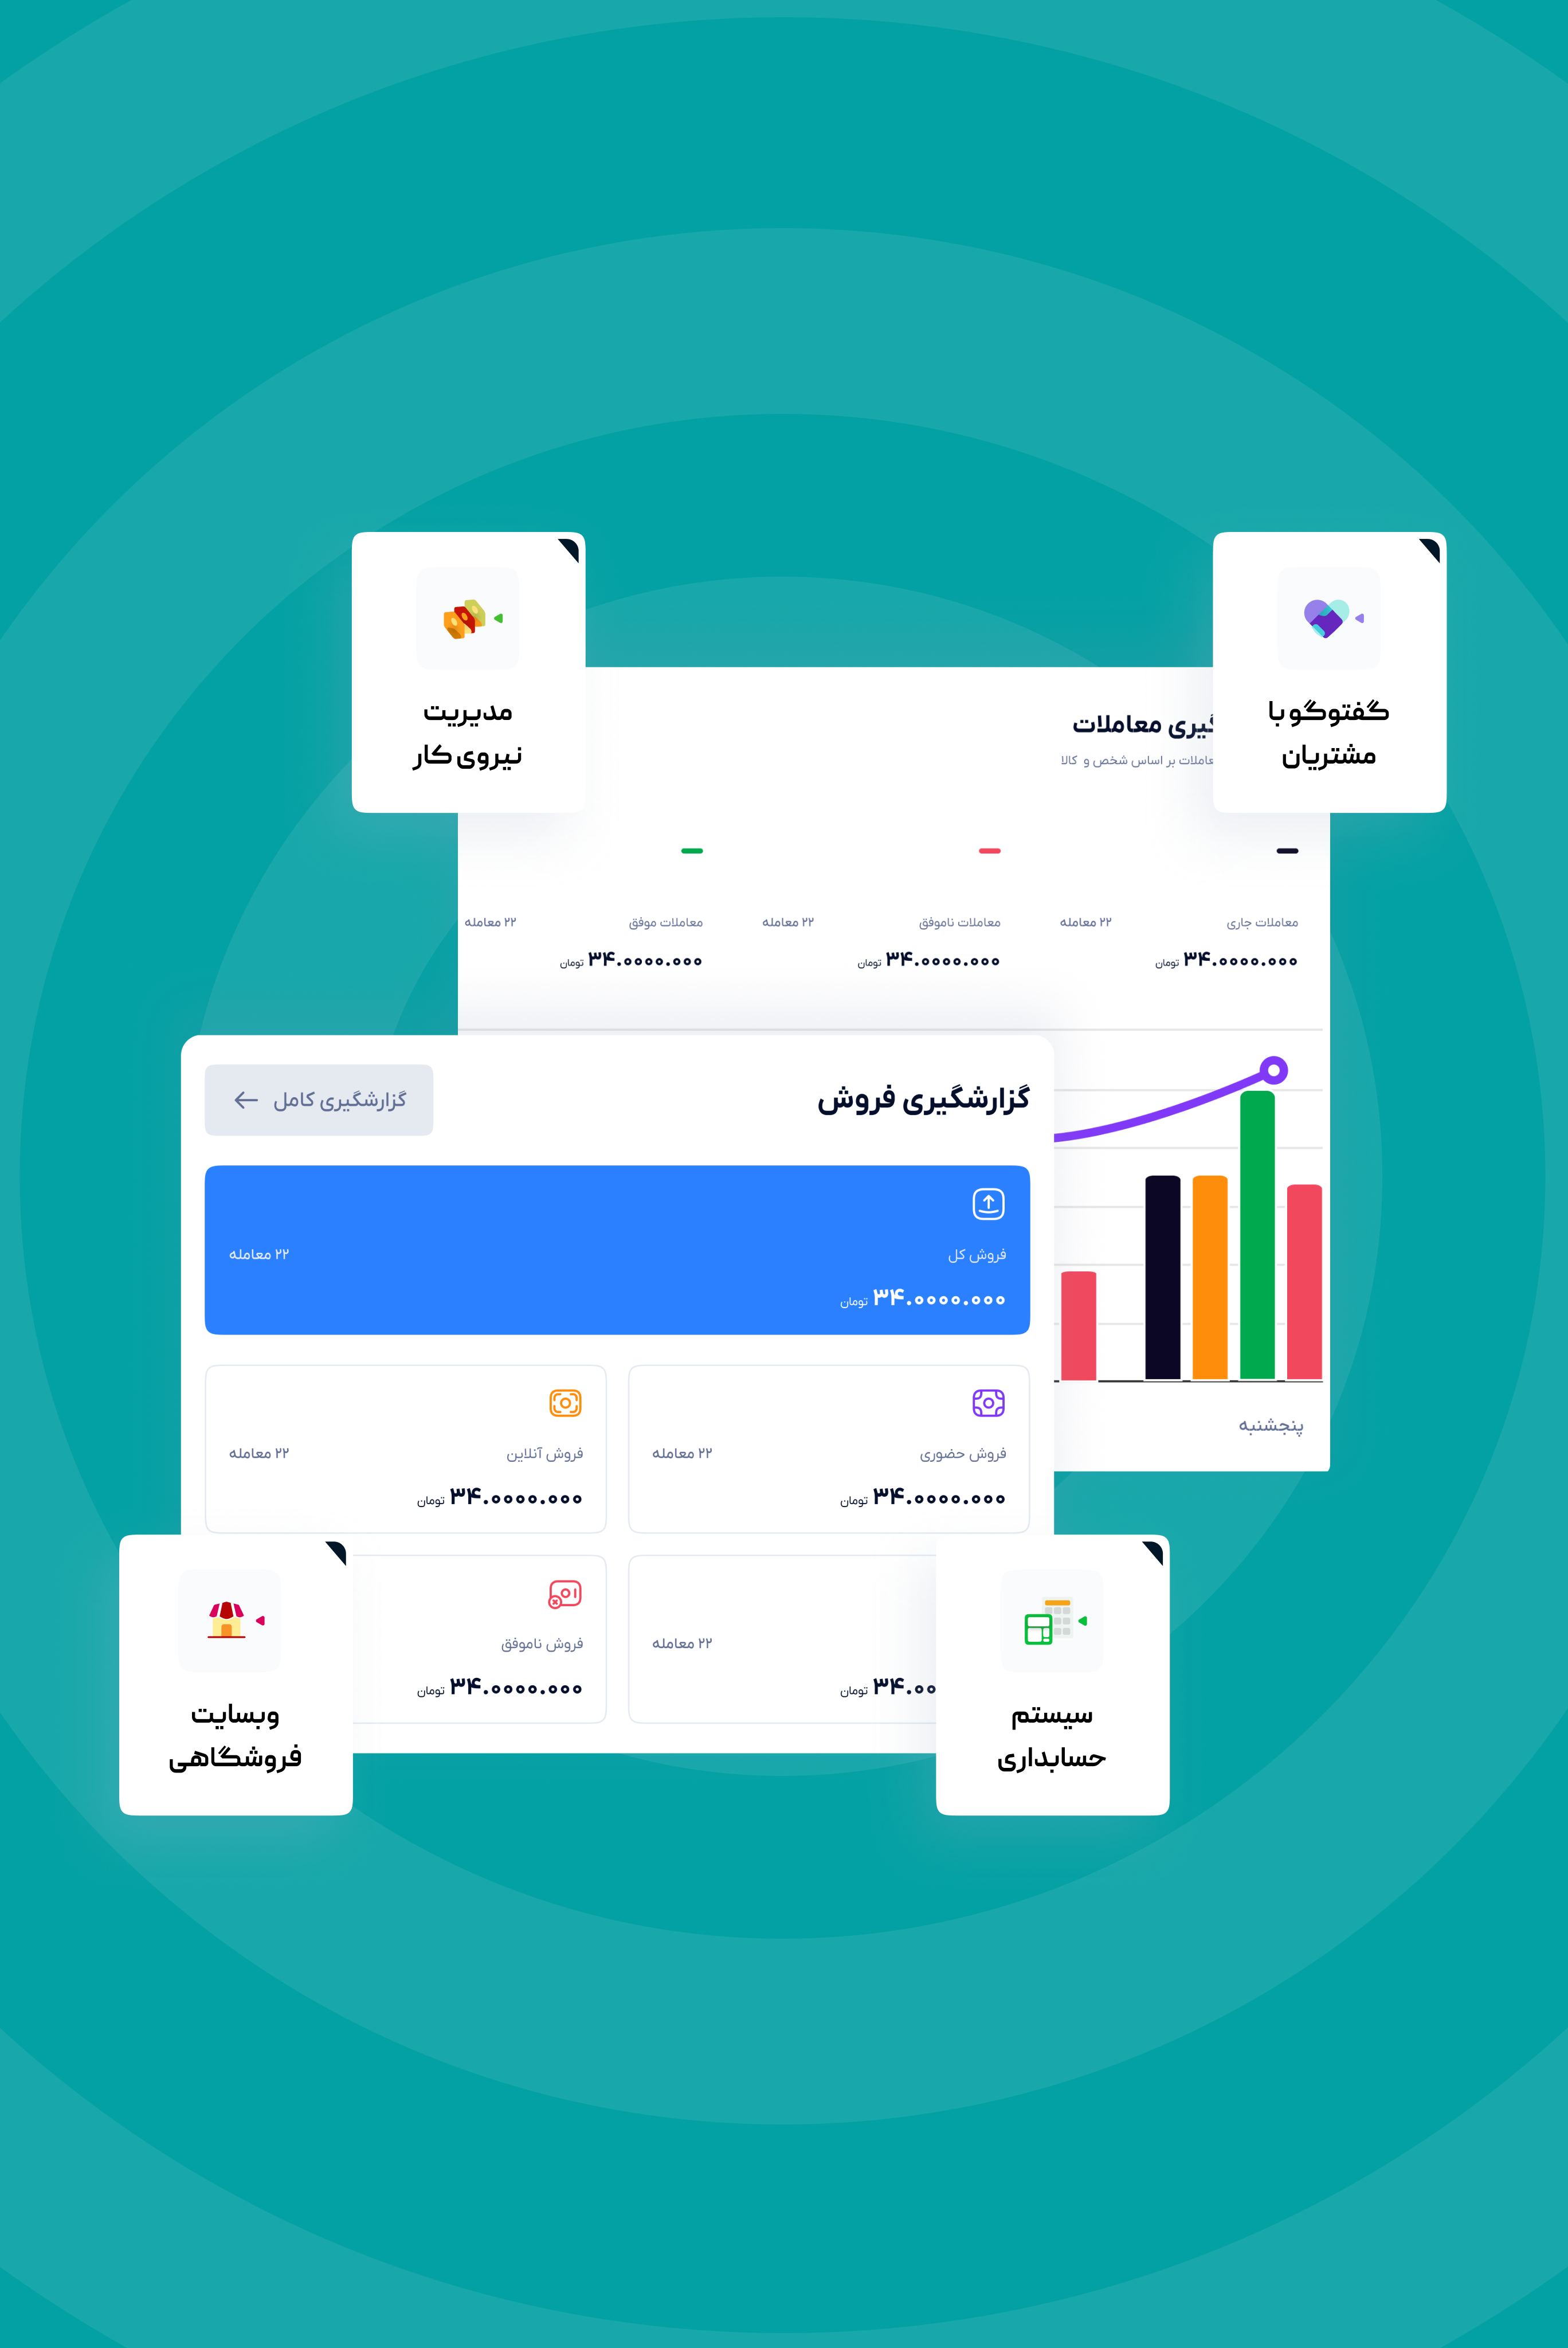 گفتوگو با
مشتریان
مدیریت
نیروی کار
گیری معاملات
معاملات بر اساس شخص و کالا
معاملات جاری
۲۲ معامله
۳۴.۰۰۰۰.۰۰۰ تومان
معاملات ناموفق
۲۲ معامله
۳۴.۰۰۰۰.۰۰۰ تومان
معاملات موفق
۲۲ معامله
۳۴.۰۰۰۰.۰۰۰ تومان
پنجشنبه
گزارشگیری فروش
گزارشگیری کامل
فروش کل
۲۲ معامله
۳۴.۰۰۰۰.۰۰۰ تومان
فروش حضوری
۲۲ معامله
۳۴.۰۰۰۰.۰۰۰ تومان
فروش آنلاین
۲۲ معامله
۳۴.۰۰۰۰.۰۰۰ تومان
۲۲ معامله
۳۴.۰۰ تومان
فروش ناموفق
۳۴.۰۰۰۰.۰۰۰ تومان
سیستم
حسابداری
وبسایت
فروشگاهی